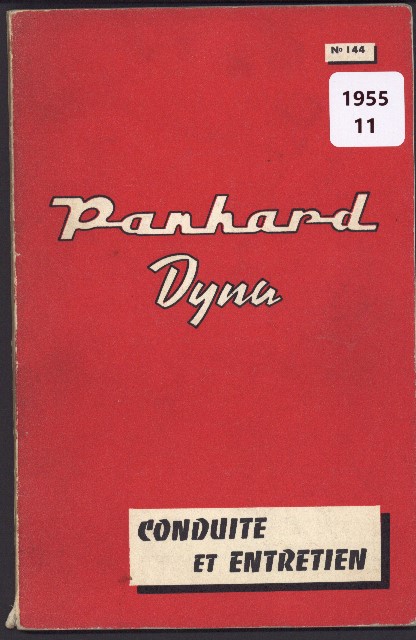 Nº 144
1955
11
Panhard
Dyna
CONDUITE
ET ENTRETIEN